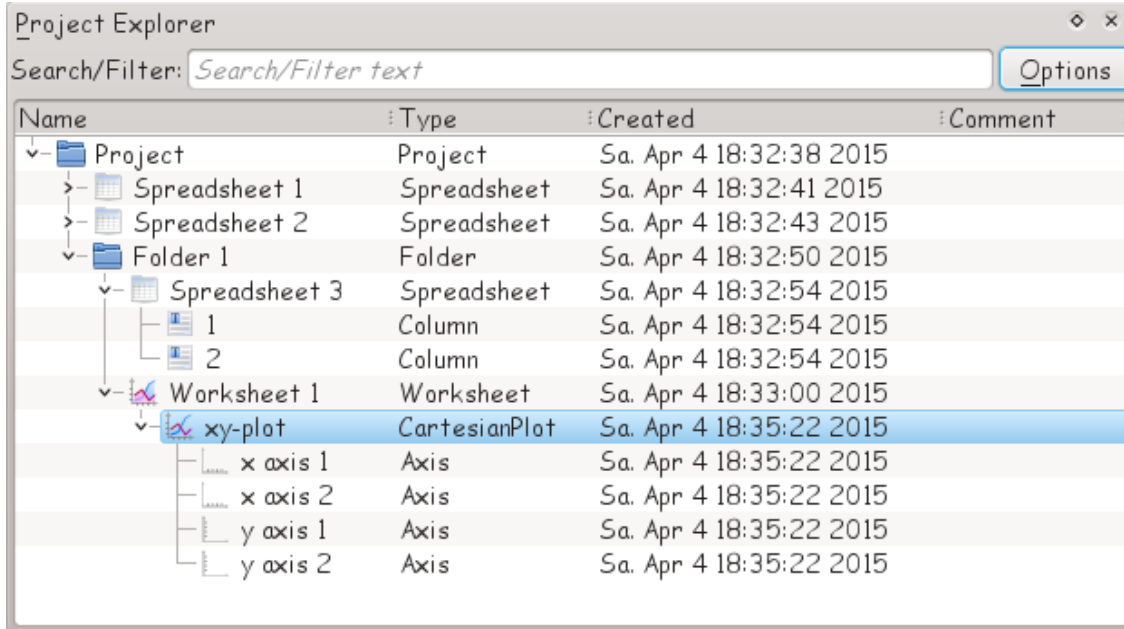 Project Explorer
Search/Filter: Search/Filter text Options
Name Type Created Comment
Project Project Sa. Apr 4 18:32:38 2015
Spreadsheet 1 Spreadsheet Sa. Apr 4 18:32:41 2015
Spreadsheet 2 Spreadsheet Sa. Apr 4 18:32:43 2015
Folder 1 Folder Sa. Apr 4 18:32:50 2015
Spreadsheet 3 Spreadsheet Sa. Apr 4 18:32:54 2015
1 Column Sa. Apr 4 18:32:54 2015
2 Column Sa. Apr 4 18:32:54 2015
Worksheet 1 Worksheet Sa. Apr 4 18:33:00 2015
xy-plot CartesianPlot Sa. Apr 4 18:35:22 2015
x axis 1 Axis Sa. Apr 4 18:35:22 2015
x axis 2 Axis Sa. Apr 4 18:35:22 2015
y axis 1 Axis Sa. Apr 4 18:35:22 2015
y axis 2 Axis Sa. Apr 4 18:35:22 2015